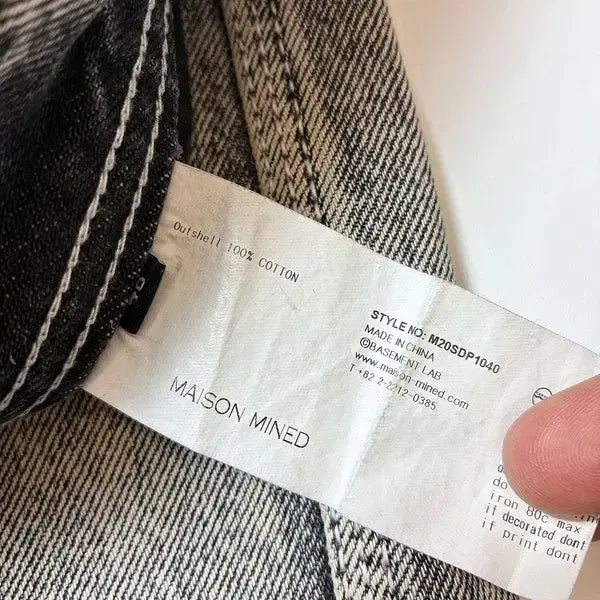 Outshell 100% COTTON
MAISON MINED
STYLE NO: M20SDP1040
MADE IN CHINA
©BASEMENT LAB
www.maison-mined.com
T +82 2-2212-0385
do
iron 80c max
if decorated dont
if print dont